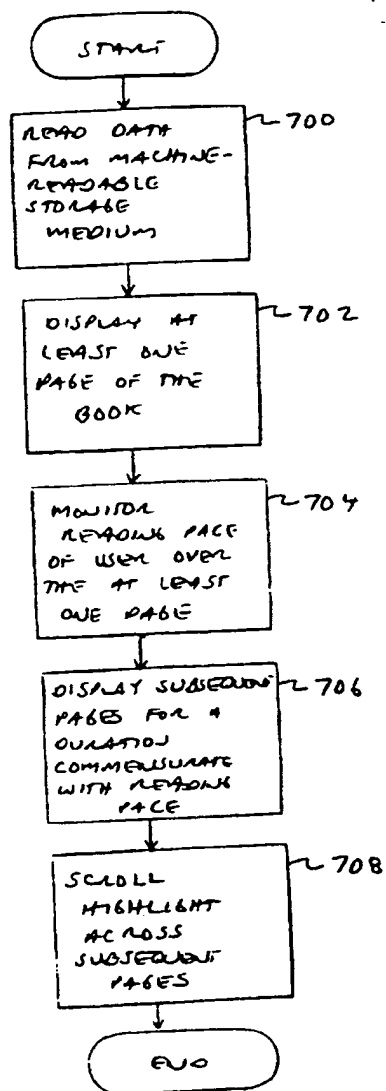 START
700
READ DATA
FROM MACHINE-
READABLE
STORAGE
MEDIUM
702
DISPLAY AT
LEAST ONE
PAGE OF THE
BOOK
704
MONITOR
READING PACE
OF USER OVER
THE AT LEAST
ONE PAGE
706
DISPLAY SUBSEQUENT
PAGES FOR A
DURATION
COMMENSURATE
WITH READING
PACE
708
SCROLL
HIGHLIGHT
ACROSS
SUBSEQUENT
PAGES
END